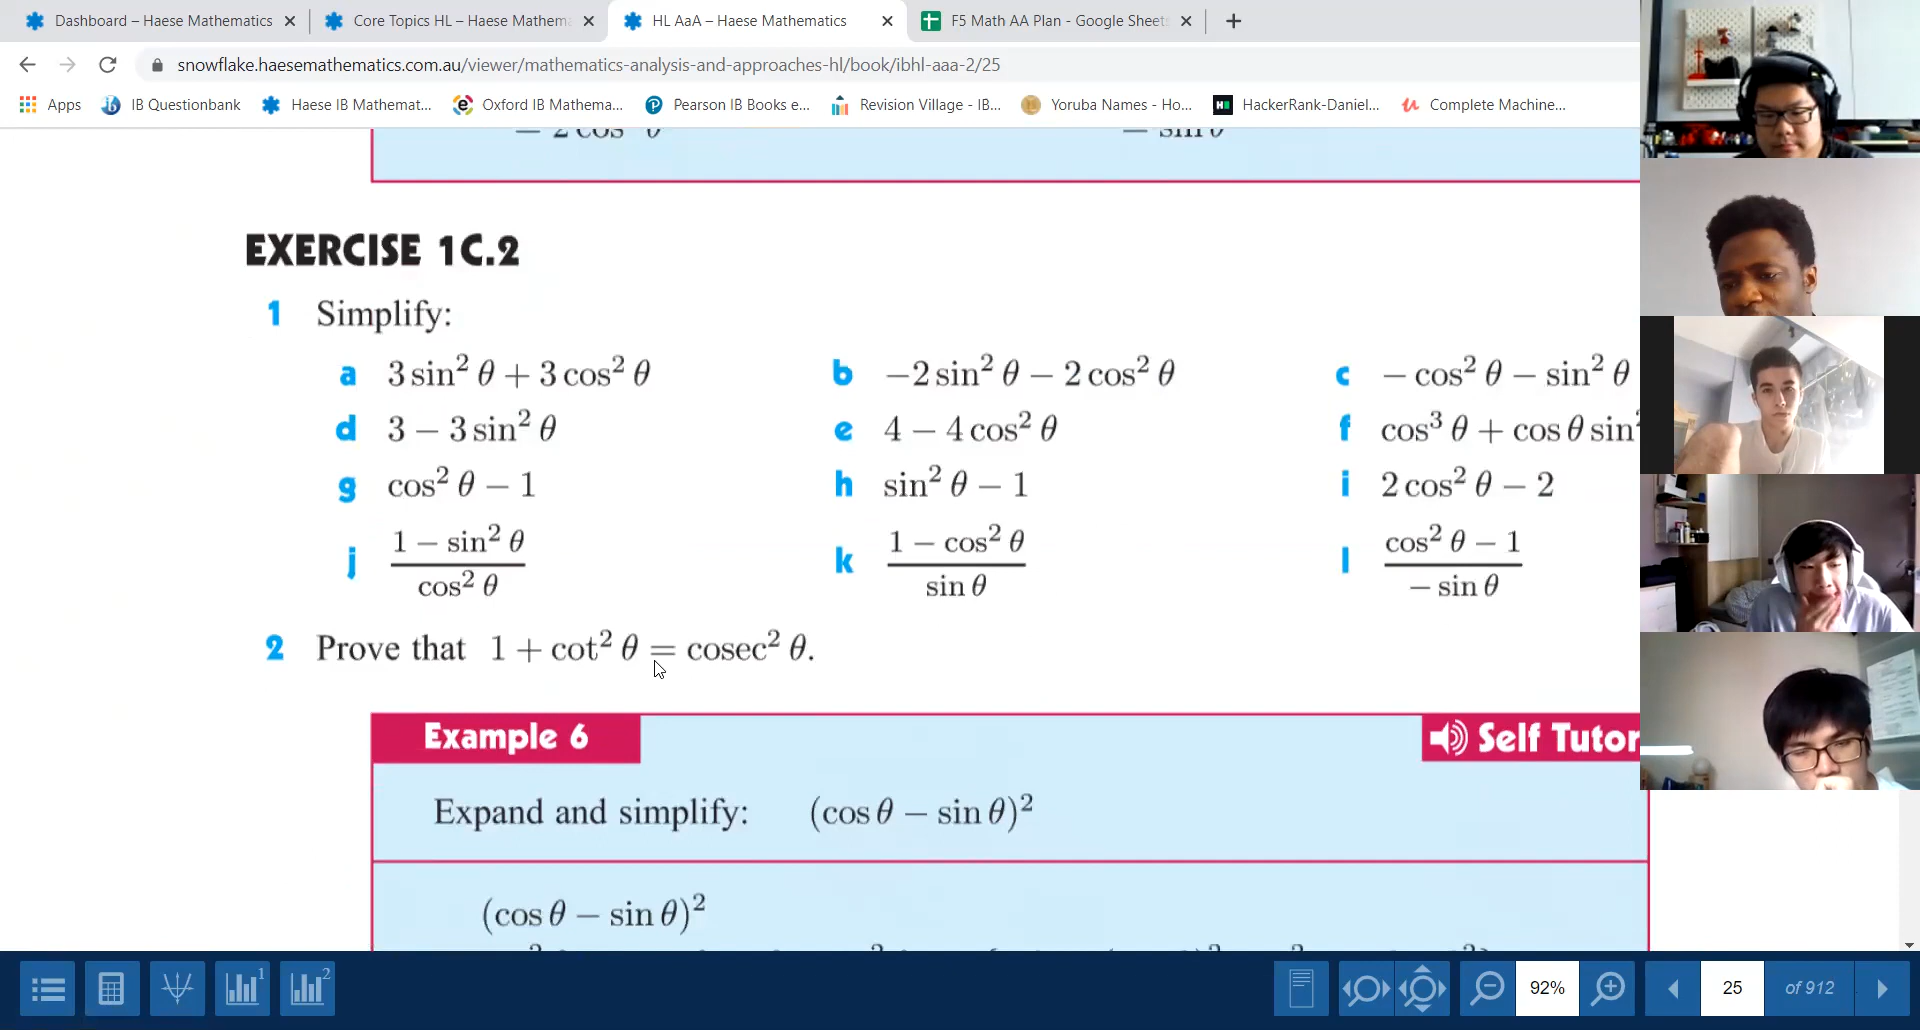 Dashboard – Haese Mathematics
Core Topics HL – Haese Mathem
HL AaA – Haese Mathematics
F5 Math AA Plan - Google Sheets
snowflake.haesemathematics.com.au/viewer/mathematics-analysis-and-approaches-hl/book/ibhl-aaa-2/25
Apps
IB Questionbank
Haese IB Mathemat...
Oxford IB Mathema...
Pearson IB Books e...
Revision Village - IB...
Yoruba Names - Ho...
HackerRank-Daniel...
Complete Machine...
EXERCISE 1C.2
1 Simplify:
a 3 sin² θ + 3 cos² θ
b −2 sin² θ − 2 cos² θ
c − cos² θ − sin² θ
d 3 − 3 sin² θ
e 4 − 4 cos² θ
f cos³ θ + cos θ sin
g cos² θ − 1
h sin² θ − 1
i 2 cos² θ − 2
j (1 − sin² θ) / (cos² θ)
k (1 − cos² θ) / (sin θ)
l (cos² θ − 1) / (− sin θ)
2 Prove that 1 + cot² θ = cosec² θ.
Example 6
Self Tutor
Expand and simplify: (cos θ − sin θ)²
(cos θ − sin θ)²
1
2
92%
25
of 912